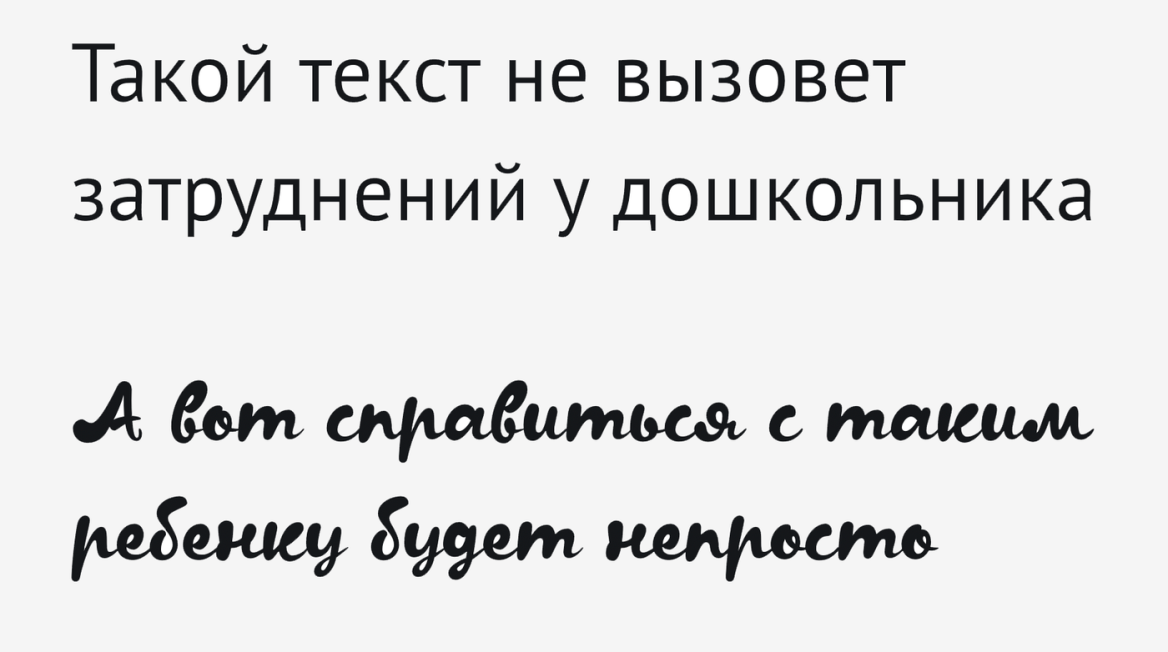 Такой текст не вызовет
затруднений у дошкольника
А вот справиться с таким
ребенку будет непросто